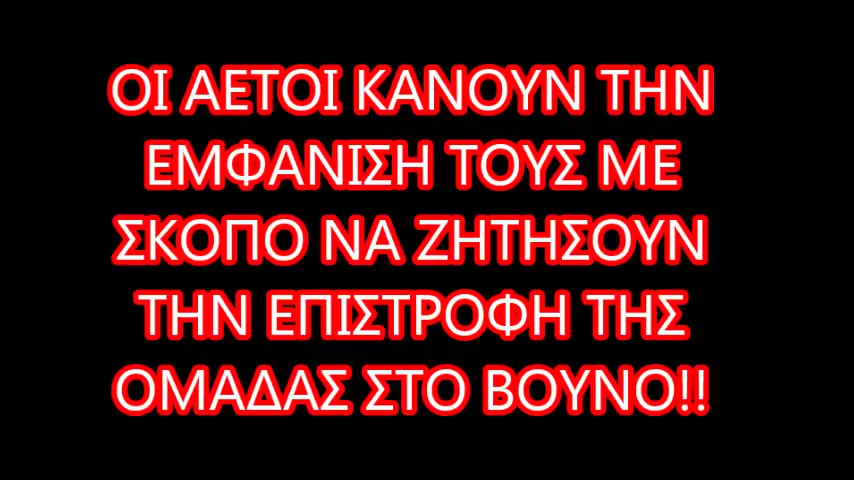 ΟΙ ΑΕΤΟΙ ΚΑΝΟΥΝ ΤΗΝ
ΕΜΦΑΝΙΣΗ ΤΟΥΣ ΜΕ
ΣΚΟΠΟ ΝΑ ΖΗΤΗΣΟΥΝ
ΤΗΝ ΕΠΙΣΤΡΟΦΗ ΤΗΣ
ΟΜΑΔΑΣ ΣΤΟ ΒΟΥΝΟ!!